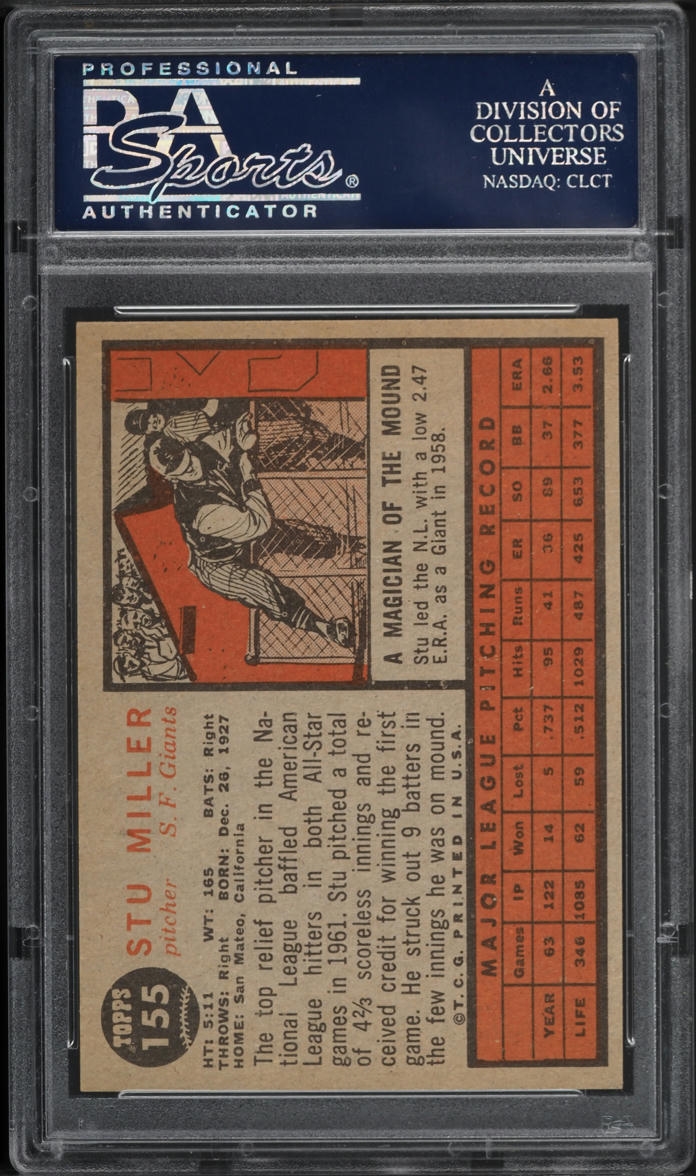 PROFESSIONAL
PSA
Sports®
AUTHENTICATOR
A
DIVISION OF
COLLECTORS
UNIVERSE
NASDAQ: CLCT
TOPPS
155
STU MILLER
pitcher S. F. Giants
HT: 5:11 WT: 165 BATS: Right
THROWS: Right BORN: Dec. 26, 1927
HOME: San Mateo, California
The top relief pitcher in the Na-
tional League baffled American
League hitters in both All-Star
games in 1961. Stu pitched a total
of 4⅔ scoreless innings and re-
ceived credit for winning the first
game. He struck out 9 batters in
the few innings he was on mound.
© T. C. G. PRINTED IN U.S.A.
A MAGICIAN OF THE MOUND
Stu led the N.L. with a low 2.47
E.R.A. as a Giant in 1958.
MAJOR LEAGUE PITCHING RECORD
Games IP Won Lost Pct Hits Runs ER SO BB ERA
YEAR 63 122 14 5 .737 95 41 36 89 37 2.66
LIFE 346 1085 62 59 .512 1029 487 425 653 377 3.53